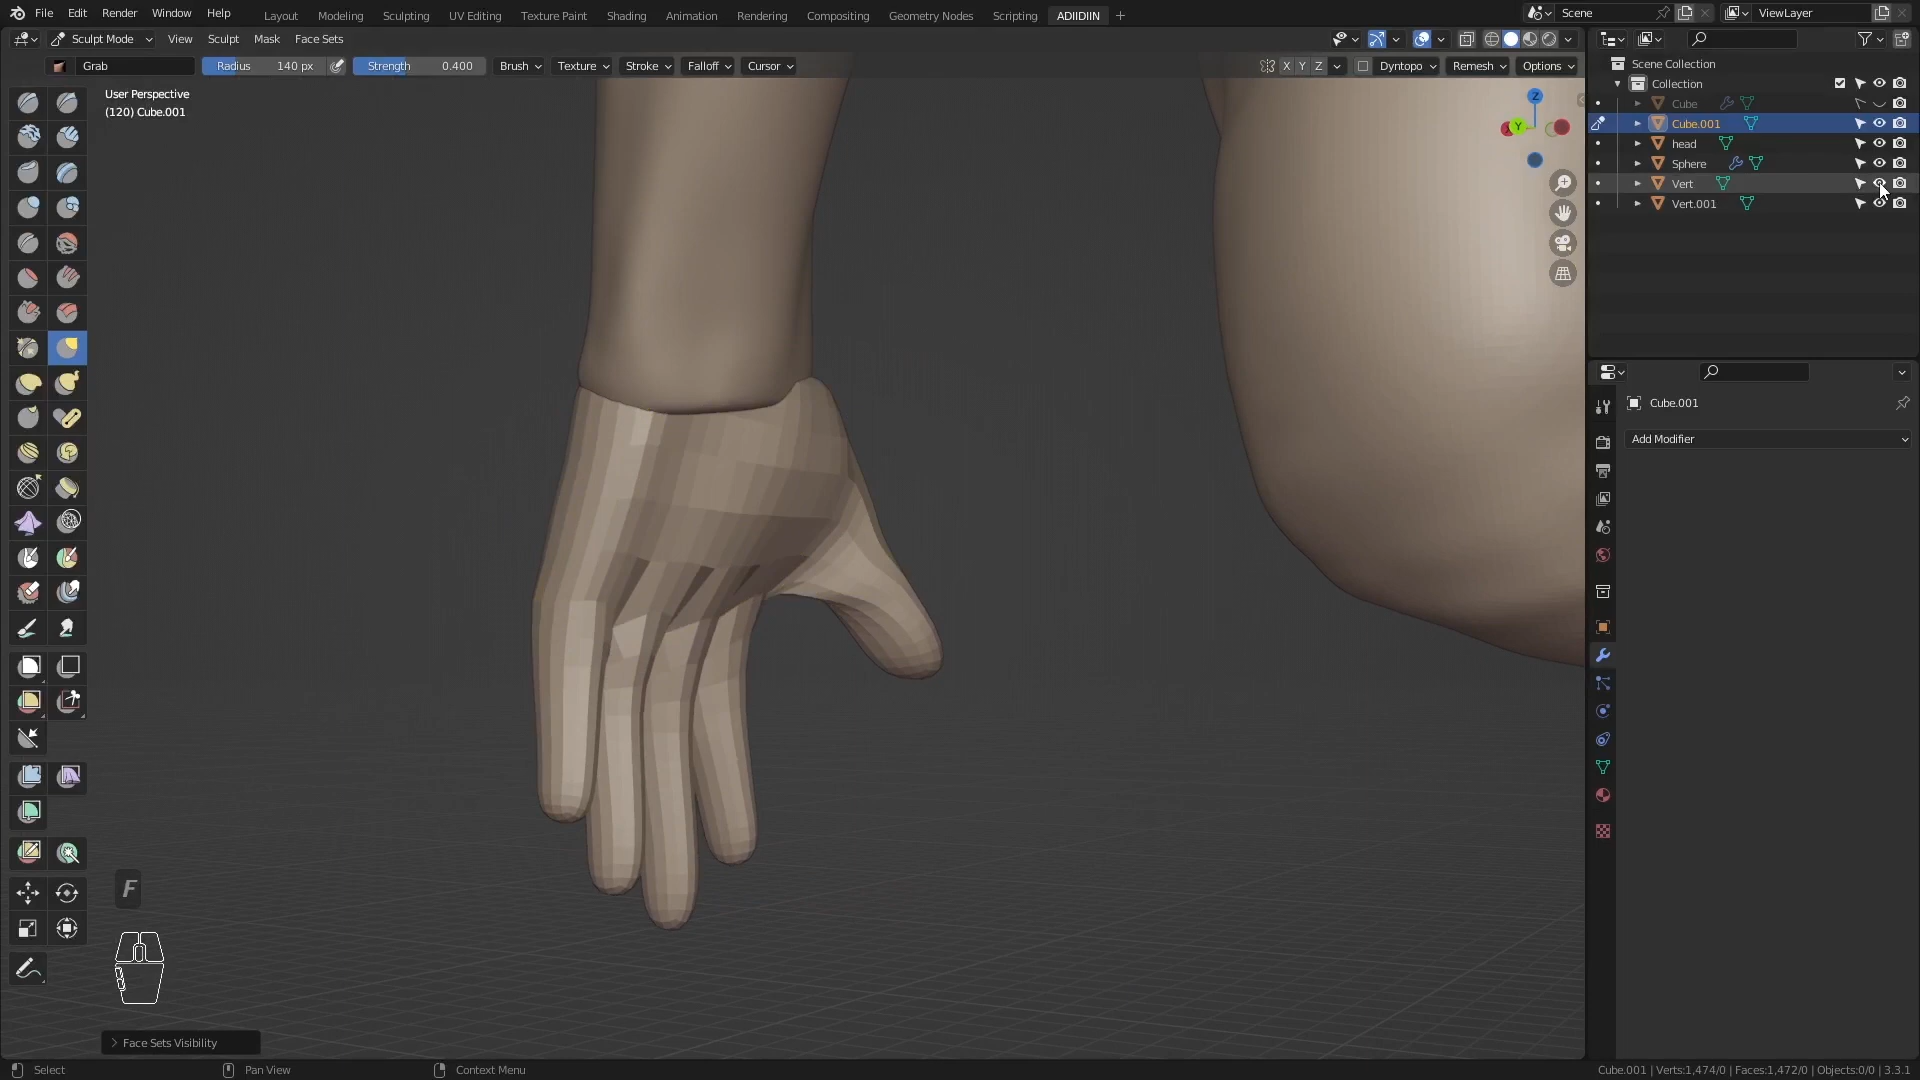 File Edit Render Window Help Layout Modeling Sculpting UV Editing Texture Paint Shading Animation Rendering Compositing Geometry Nodes Scripting ADIIDIIN + Scene ViewLayer
Sculpt Mode View Sculpt Mask Face Sets
Grab Radius 140 px Strength 0.400 Brush Texture Stroke Falloff Cursor X Y Z Dyntopo Remesh Options
User Perspective
(120) Cube.001
Z
Y
Scene Collection
Collection
Cube
Cube.001
head
Sphere
Vert
Vert.001
Cube.001
Add Modifier
F
Face Sets Visibility
Select Pan View Context Menu Cube.001 | Verts:1,474/0 | Faces:1,472/0 | Objects:0/0 | 3.3.1